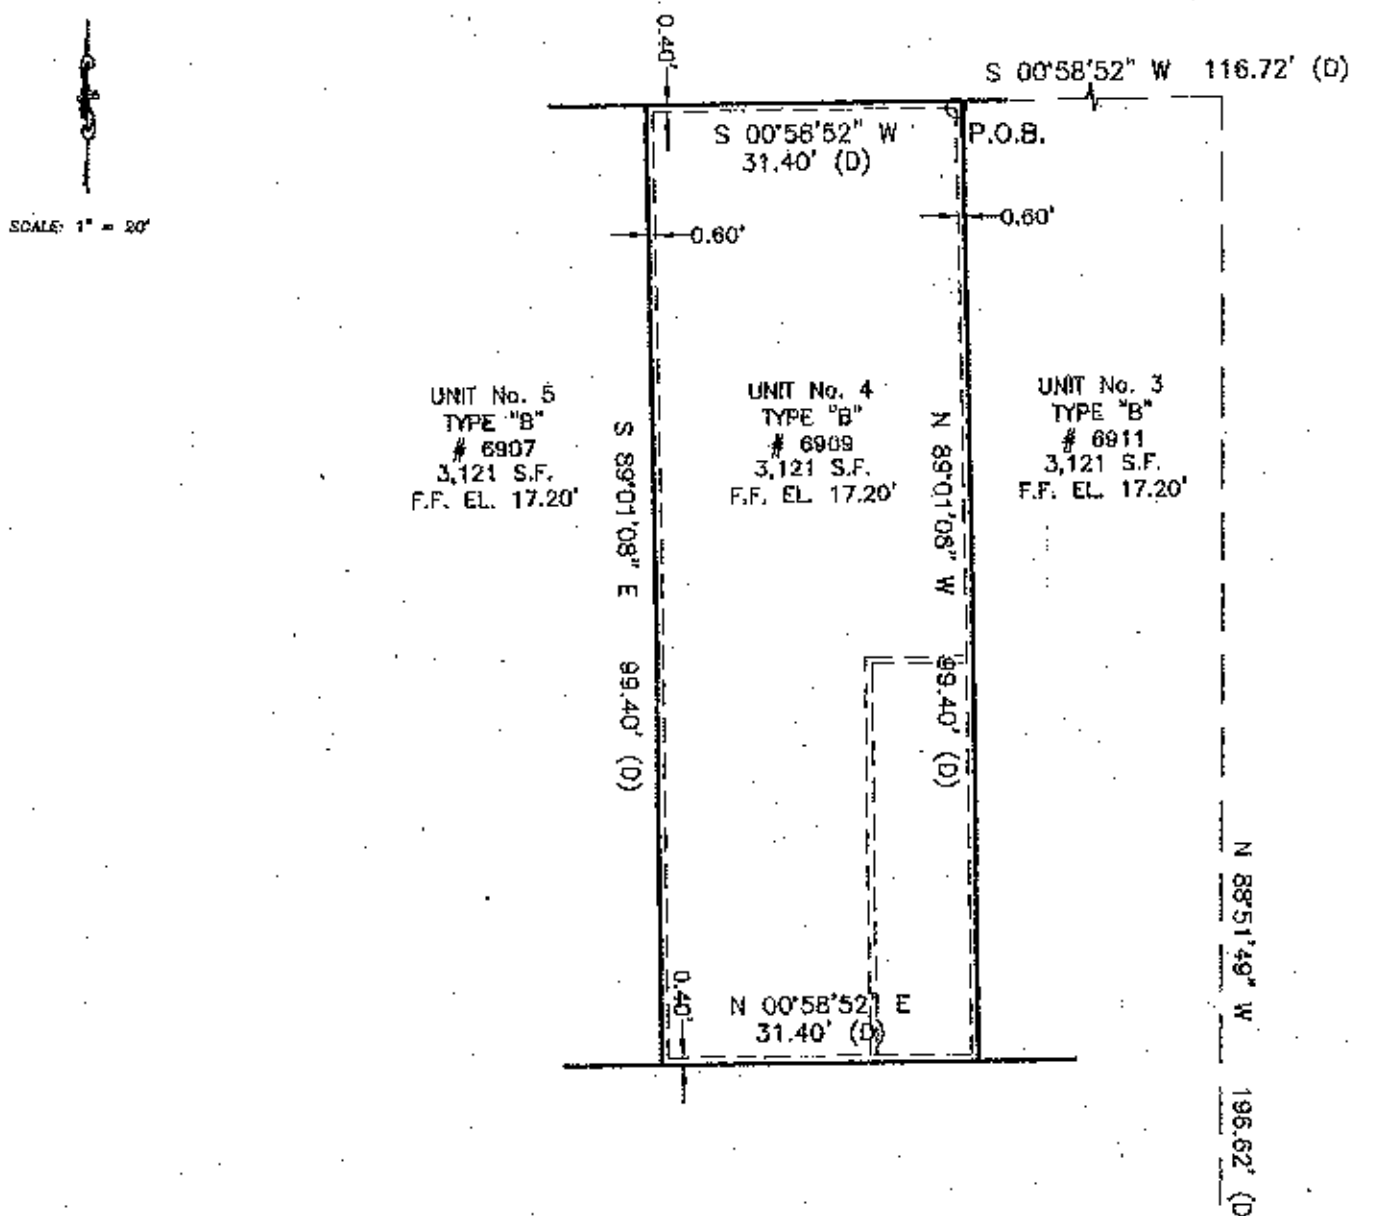 0.40'
S 00°58'52" W 116.72' (D)
S 00°58'52" W
31.40' (D)
P.O.B.
SCALE: 1" = 20'
0.60'
0.60'
UNIT No. 5
TYPE "B"
# 6907
3,121 S.F.
F.F. EL. 17.20'
S 89°01'08" E 99.40' (D)
UNIT No. 4
TYPE "B"
# 6909
3,121 S.F.
F.F. EL. 17.20'
N 89°01'08" W 99.40' (D)
UNIT No. 3
TYPE "B"
# 6911
3,121 S.F.
F.F. EL. 17.20'
N 88°51'49" W 196.62' (D
0.40'
N 00°58'52" E
31.40' (D)